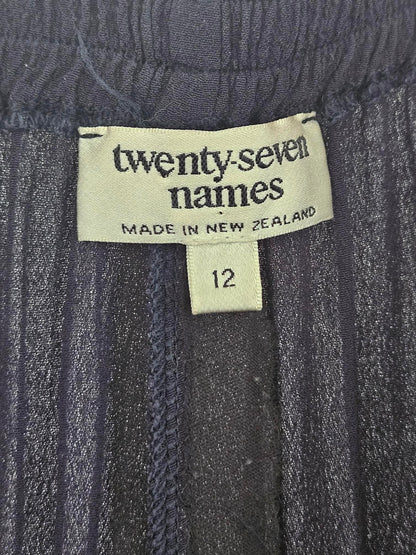 twenty-seven
names
MADE IN NEW ZEALAND
12